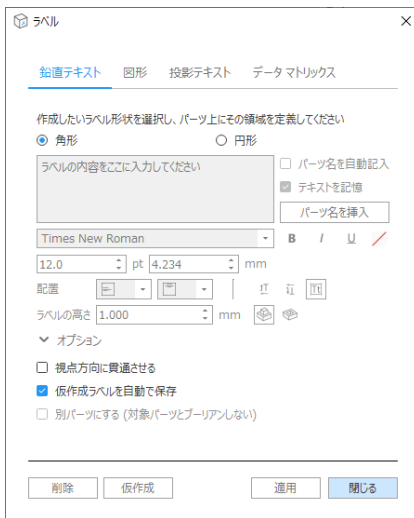 ラベル
鉛直テキスト 図形 投影テキスト データ マトリックス
作成したいラベル形状を選択し、パーツ上にその領域を定義してください
角形 円形
ラベルの内容をここに入力してください
パーツ名を自動記入
テキストを記憶
パーツ名を挿入
Times New Roman B I U
12.0 pt 4.234 mm
配置
ラベルの高さ 1.000 mm
オプション
視点方向に貫通させる
仮作成ラベルを自動で保存
別パーツにする (対象パーツとブーリアンしない)
削除 仮作成 適用 閉じる